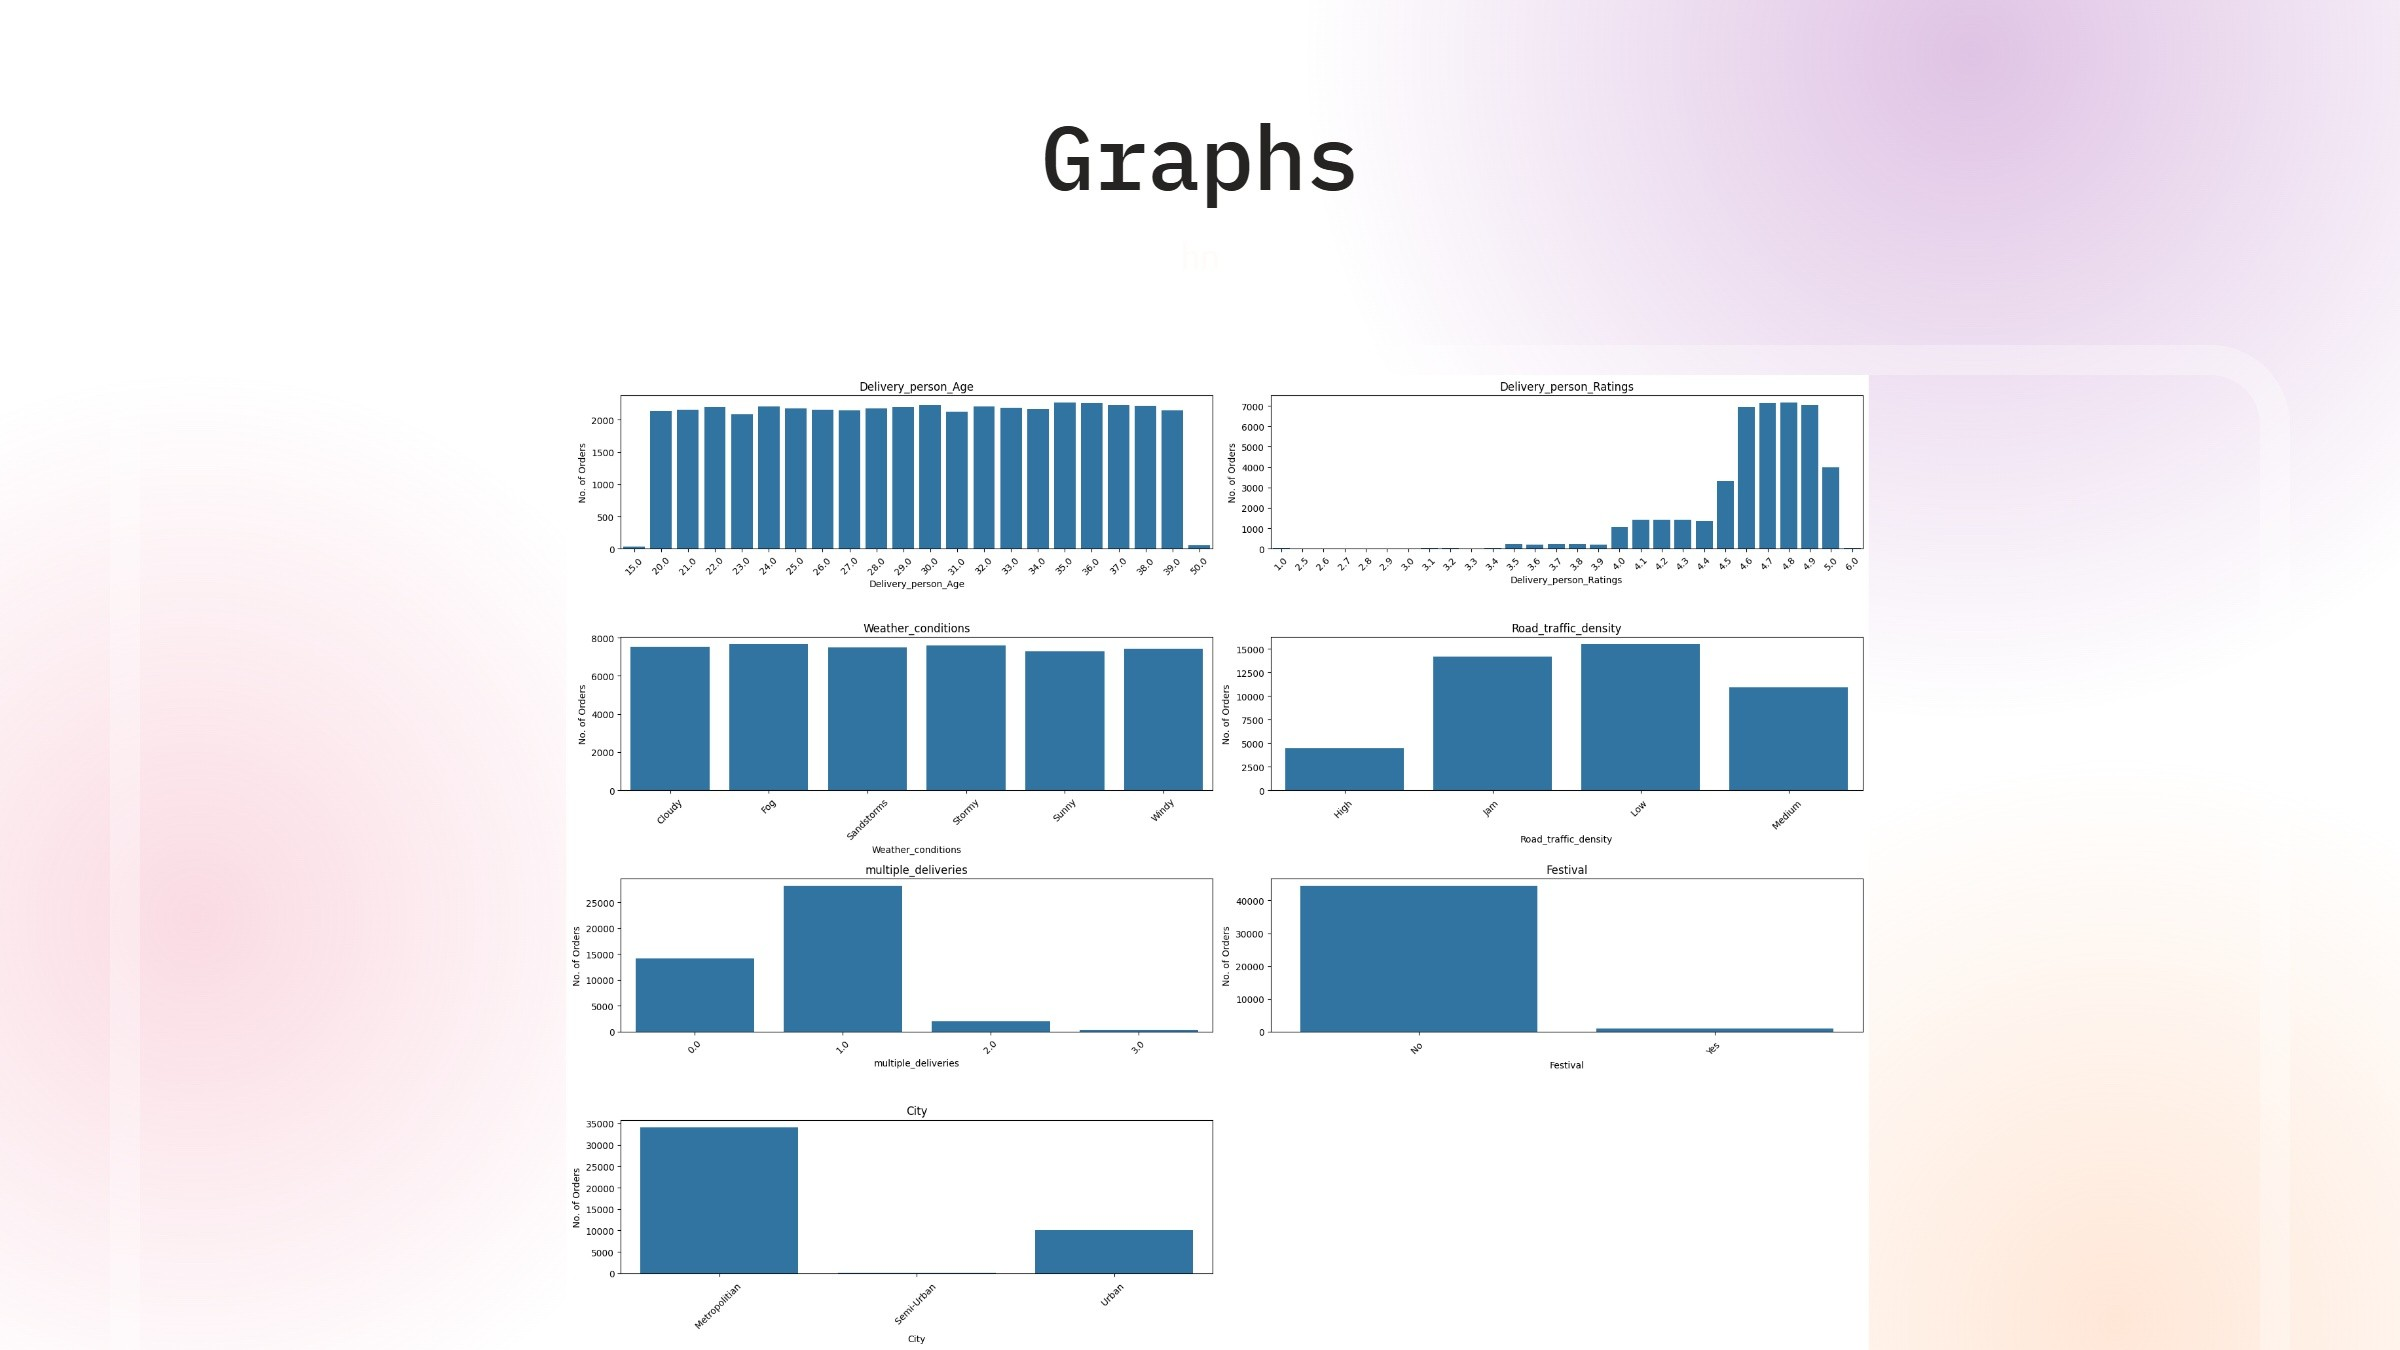 Graphs
hp
Delivery_person_Age
No. of Orders
2000
1500
1000
500
0
15.0 20.0 21.0 22.0 23.0 24.0 25.0 26.0 27.0 28.0 29.0 30.0 31.0 32.0 33.0 34.0 35.0 36.0 37.0 38.0 39.0 50.0
Delivery_person_Age
Delivery_person_Ratings
No. of Orders
7000
6000
5000
4000
3000
2000
1000
0
1.0 2.5 2.6 2.7 2.8 2.9 3.0 3.1 3.2 3.3 3.4 3.5 3.6 3.7 3.8 3.9 4.0 4.1 4.2 4.3 4.4 4.5 4.6 4.7 4.8 4.9 5.0 6.0
Delivery_person_Ratings
Weather_conditions
No. of Orders
8000
6000
4000
2000
0
Cloudy Fog Sandstorms Stormy Sunny Windy
Weather_conditions
Road_traffic_density
No. of Orders
15000
12500
10000
7500
5000
2500
0
High Jam Low Medium
Road_traffic_density
multiple_deliveries
No. of Orders
25000
20000
15000
10000
5000
0
0.0 1.0 2.0 3.0
multiple_deliveries
Festival
No. of Orders
40000
30000
20000
10000
0
No Yes
Festival
City
No. of Orders
35000
30000
25000
20000
15000
10000
5000
0
Metropolitian Semi-Urban Urban
City